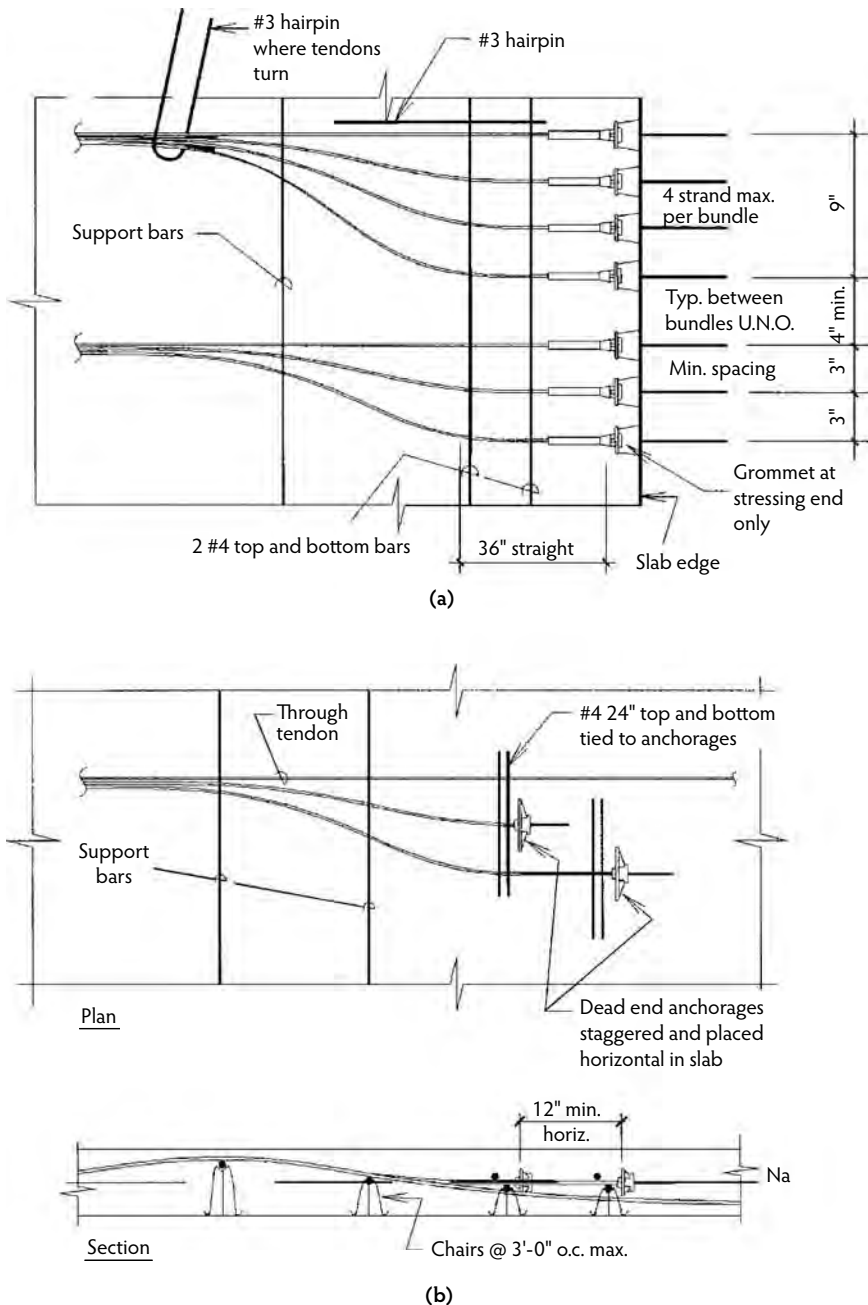 #3 hairpin
where tendons
turn
#3 hairpin
4 strand max.
per bundle
9"
Support bars
Typ. between
bundles U.N.O.
4" min.
Min. spacing
3"
3"
Grommet at
stressing end
only
2 #4 top and bottom bars
36" straight
Slab edge
(a)
Through
tendon
#4 24" top and bottom
tied to anchorages
Support
bars
Dead end anchorages
staggered and placed
horizontal in slab
Plan
12" min.
horiz.
Na
Section
Chairs @ 3'-0" o.c. max.
(b)